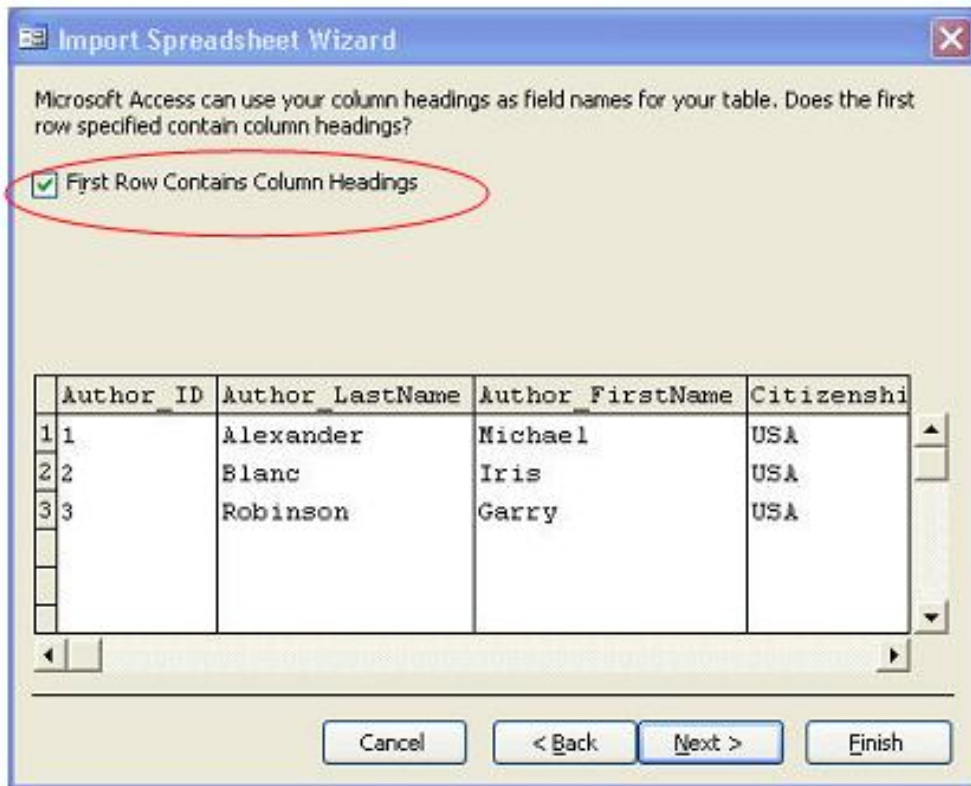 Import Spreadsheet Wizard
Microsoft Access can use your column headings as field names for your table. Does the first
row specified contain column headings?
First Row Contains Column Headings
Author_ID Author_LastName Author_FirstName Citizenshi
1 1 Alexander Michael USA
2 2 Blanc Iris USA
3 3 Robinson Garry USA
Cancel < Back Next > Finish